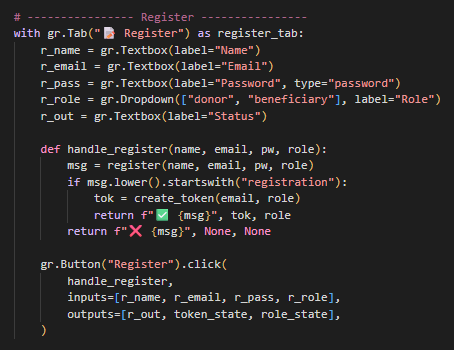 # ---------------- Register ----------------
with gr.Tab("📝 Register") as register_tab:
    r_name = gr.Textbox(label="Name")
    r_email = gr.Textbox(label="Email")
    r_pass = gr.Textbox(label="Password", type="password")
    r_role = gr.Dropdown(["donor", "beneficiary"], label="Role")
    r_out = gr.Textbox(label="Status")

    def handle_register(name, email, pw, role):
        msg = register(name, email, pw, role)
        if msg.lower().startswith("registration"):
            tok = create_token(email, role)
            return f"✅ {msg}", tok, role
        return f"❌ {msg}", None, None

    gr.Button("Register").click(
        handle_register,
        inputs=[r_name, r_email, r_pass, r_role],
        outputs=[r_out, token_state, role_state],
    )